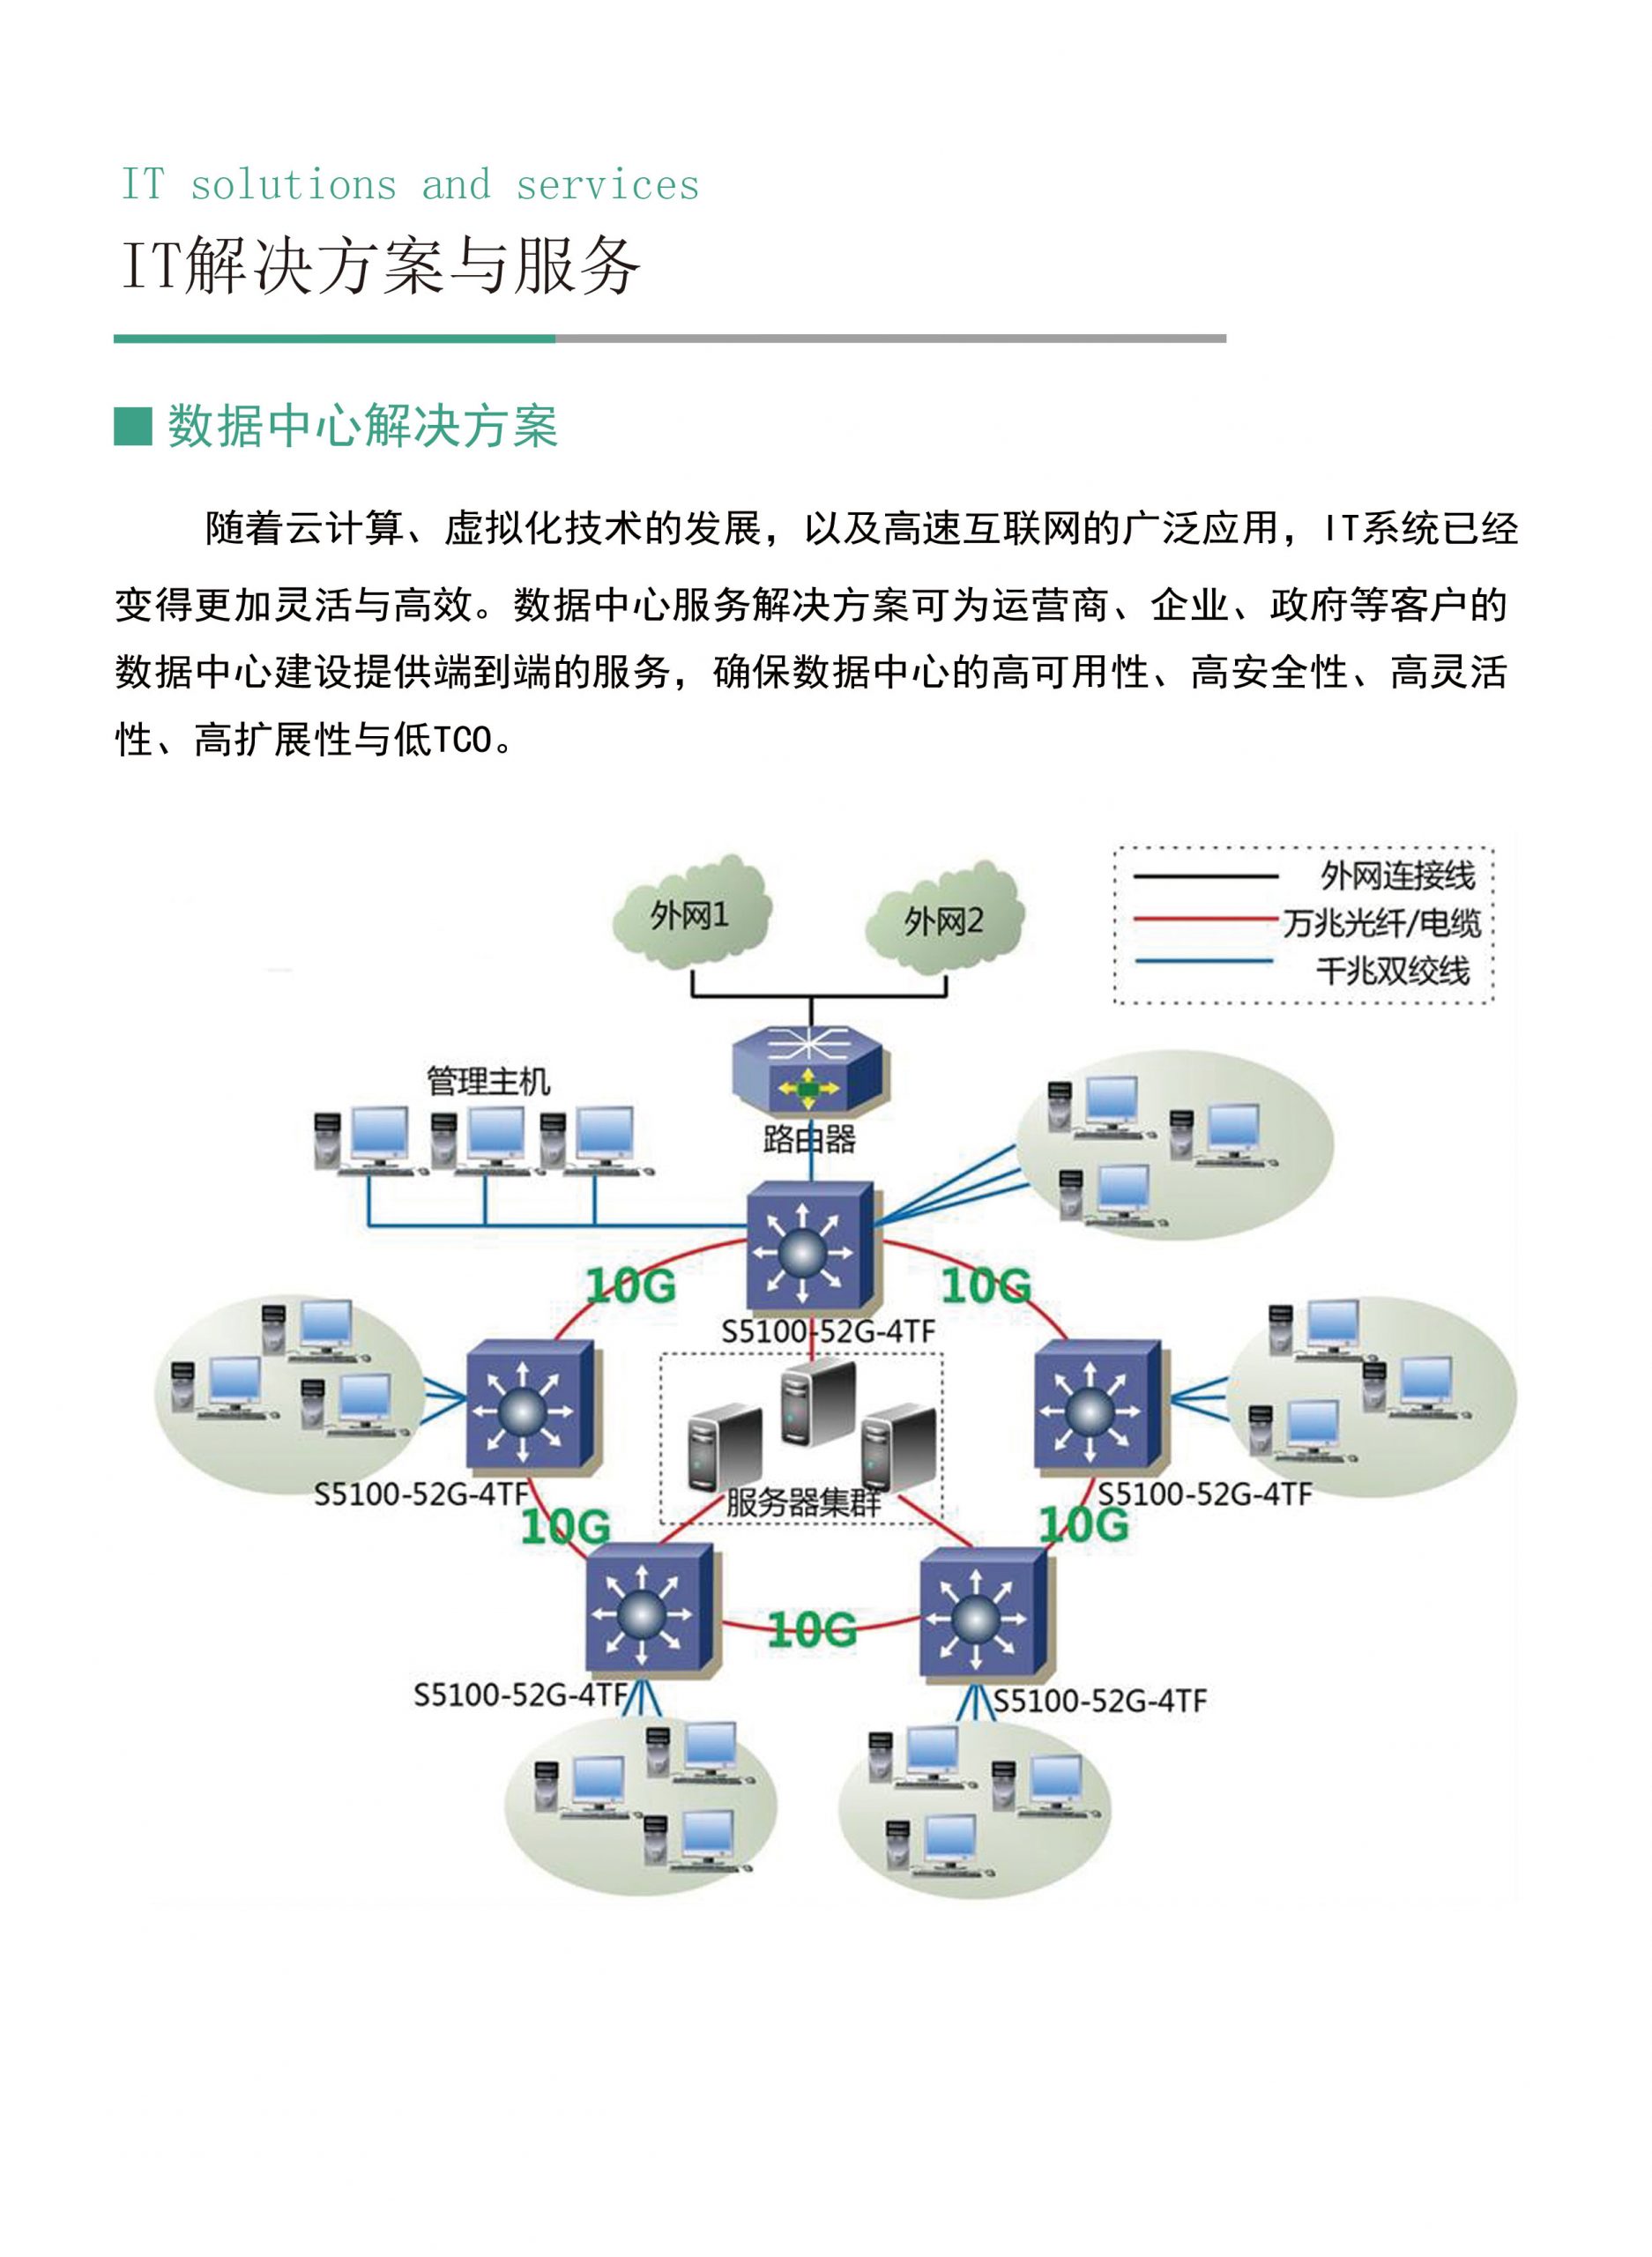 IT solutions and services
IT解决方案与服务
数据中心解决方案
随着云计算、虚拟化技术的发展，以及高速互联网的广泛应用，IT系统已经
变得更加灵活与高效。数据中心服务解决方案可为运营商、企业、政府等客户的
数据中心建设提供端到端的服务，确保数据中心的高可用性、高安全性、高灵活
性、高扩展性与低TCO。
外网1
外网2
外网连接线
万兆光纤/电缆
千兆双绞线
管理主机
路由器
10G
10G
S5100-52G-4TF
S5100-52G-4TF
服务器集群
S5100-52G-4TF
10G
10G
10G
S5100-52G-4TF
S5100-52G-4TF